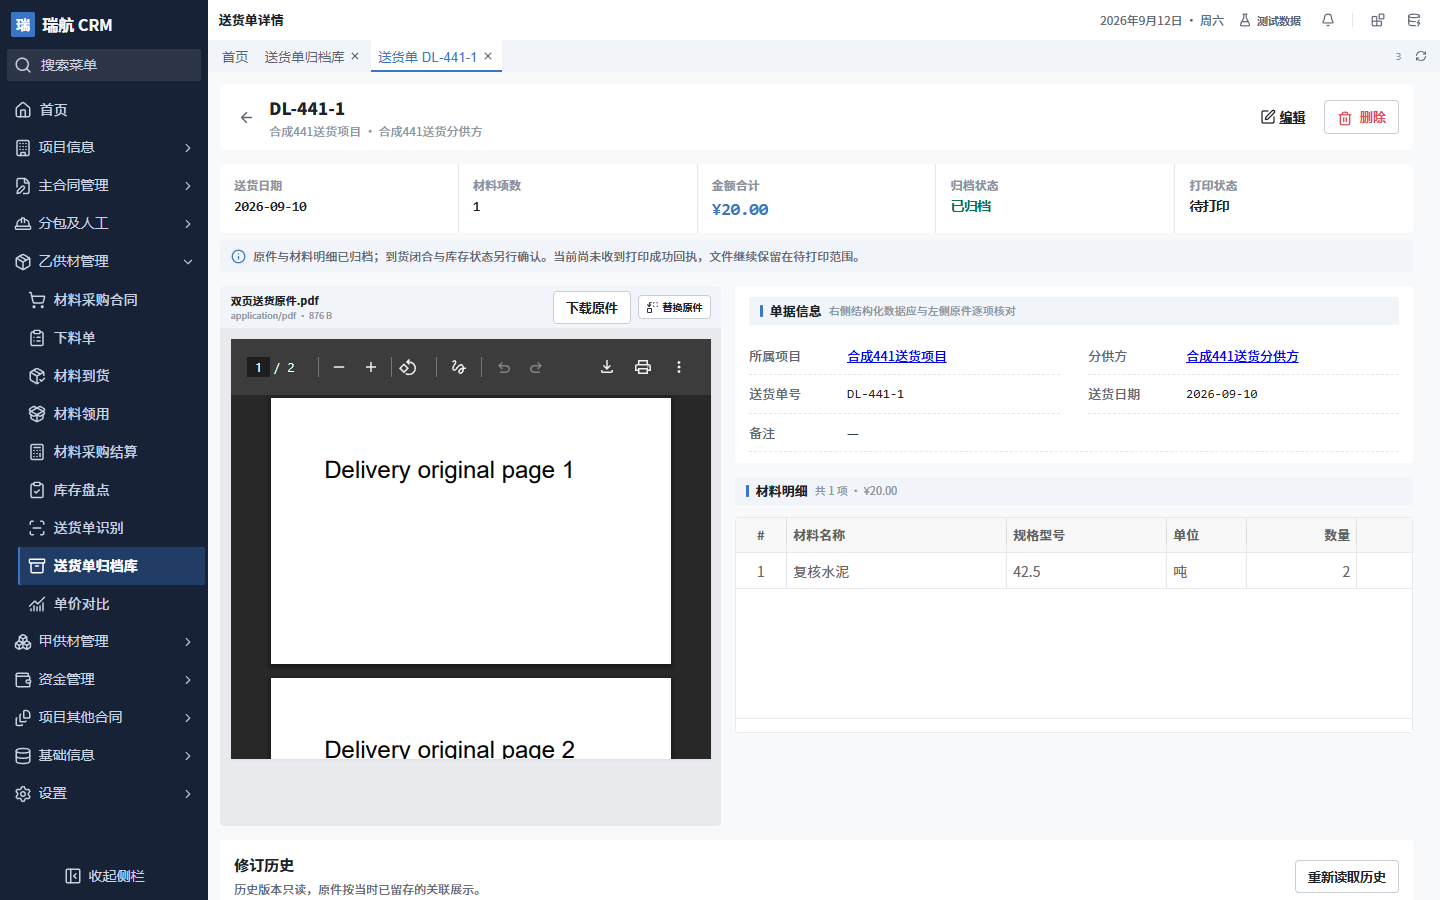 瑞 瑞航 CRM
搜索菜单
首页
项目信息
主合同管理
分包及人工
乙供材管理
材料采购合同
下料单
材料到货
材料领用
材料采购结算
库存盘点
送货单识别
送货单归档库
单价对比
甲供材管理
资金管理
项目其他合同
基础信息
设置
收起侧栏
送货单详情
2026年9月12日 • 周六 测试数据
首页 送货单归档库 送货单 DL-441-1
3
DL-441-1
合成441送货项目 • 合成441送货分供方
编辑 删除
送货日期 材料项数 金额合计 归档状态 打印状态
2026-09-10 1 ¥20.00 已归档 待打印
原件与材料明细已归档；到货闭合与库存状态另行确认。当前尚未收到打印成功回执，文件继续保留在待打印范围。
双页送货原件.pdf
application/pdf • 876 B
下载原件 替换原件
1 / 2
Delivery original page 1
Delivery original page 2
单据信息 右侧结构化数据应与左侧原件逐项核对
所属项目 合成441送货项目 分供方 合成441送货分供方
送货单号 DL-441-1 送货日期 2026-09-10
备注 —
材料明细 共 1 项 • ¥20.00
# 材料名称 规格型号 单位 数量
1 复核水泥 42.5 吨 2
修订历史
历史版本只读，原件按当时已留存的关联展示。
重新读取历史